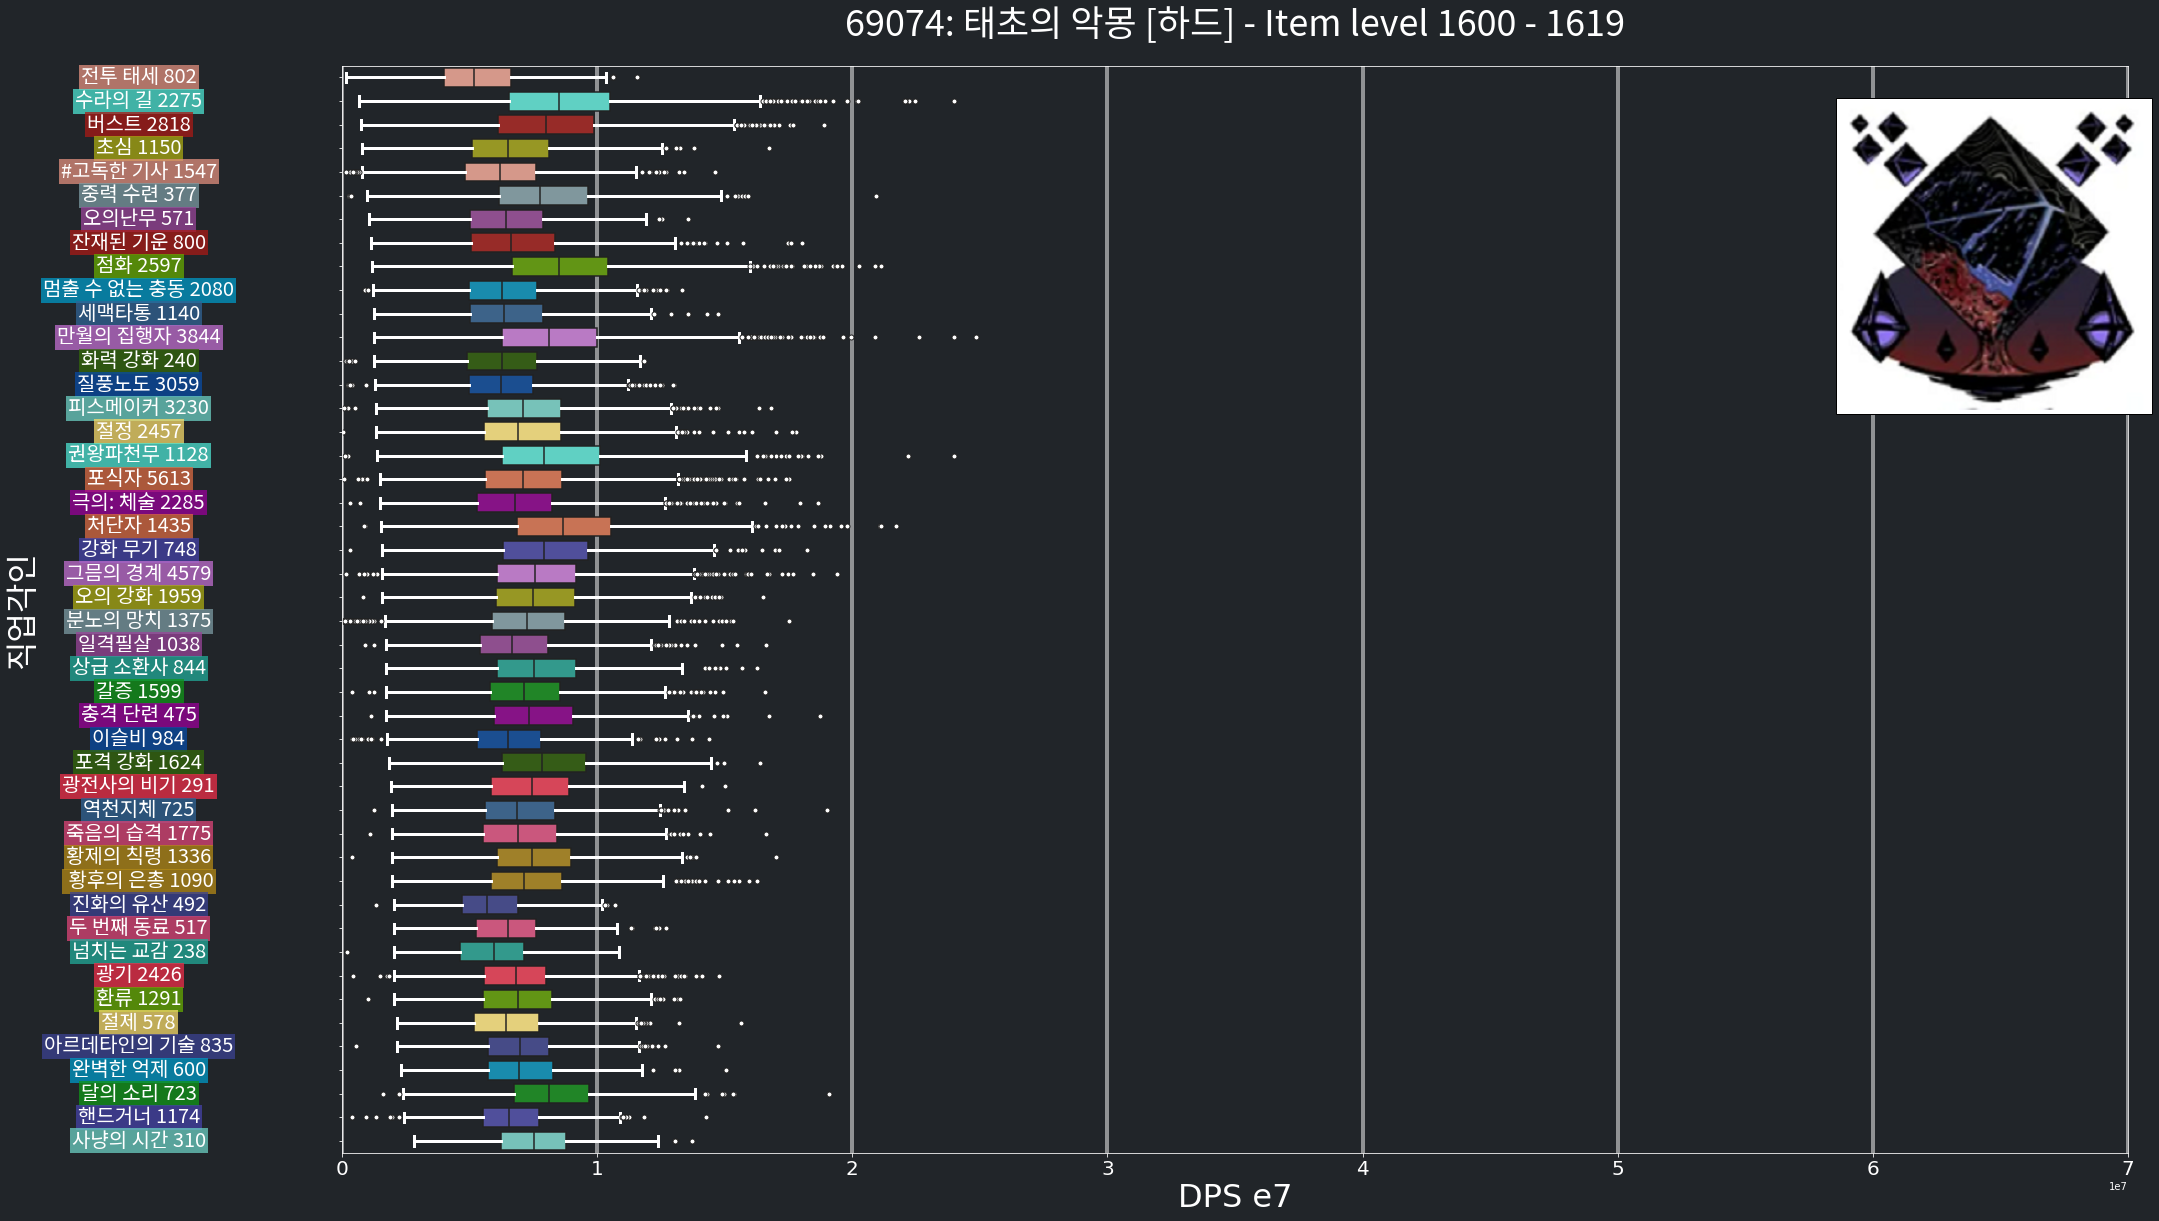 69074: 태초의 악몽 [하드] - Item level 1600 - 1619
직업각인
전투 태세 802
수라의 길 2275
버스트 2818
초심 1150
#고독한 기사 1547
중력 수련 377
오의난무 571
잔재된 기운 800
점화 2597
멈출 수 없는 충동 2080
세맥타통 1140
만월의 집행자 3844
화력 강화 240
질풍노도 3059
피스메이커 3230
절정 2457
권왕파천무 1128
포식자 5613
극의: 체술 2285
처단자 1435
강화 무기 748
그믐의 경계 4579
오의 강화 1959
분노의 망치 1375
일격필살 1038
상급 소환사 844
갈증 1599
충격 단련 475
이슬비 984
포격 강화 1624
광전사의 비기 291
역천지체 725
죽음의 습격 1775
황제의 칙령 1336
황후의 은총 1090
진화의 유산 492
두 번째 동료 517
넘치는 교감 238
광기 2426
환류 1291
절제 578
아르데타인의 기술 835
완벽한 억제 600
달의 소리 723
핸드거너 1174
사냥의 시간 310
0 1 2 3 4 5 6 7
DPS e7
1e7